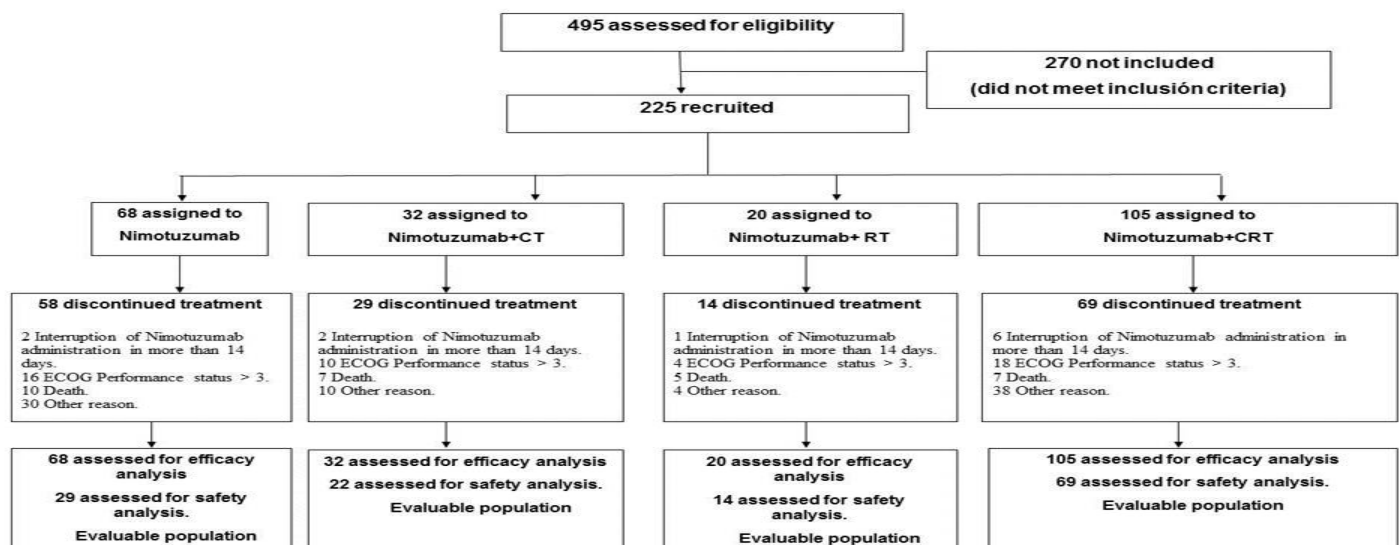 495 assessed for eligibility
270 not included
(did not meet inclusión criteria)
225 recruited
68 assigned to
Nimotuzumab
32 assigned to
Nimotuzumab+CT
20 assigned to
Nimotuzumab+ RT
105 assigned to
Nimotuzumab+CRT
58 discontinued treatment
2 Interruption of Nimotuzumab
administration in more than 14
days.
16 ECOG Performance status > 3.
10 Death.
30 Other reason.
29 discontinued treatment
2 Interruption of Nimotuzumab
administration in more than 14 days.
10 ECOG Performance status > 3.
7 Death.
10 Other reason.
14 discontinued treatment
1 Interruption of Nimotuzumab
administration in more than 14 days.
4 ECOG Performance status > 3.
5 Death.
4 Other reason.
69 discontinued treatment
6 Interruption of Nimotuzumab administration in
more than 14 days.
18 ECOG Performance status > 3.
7 Death.
38 Other reason.
68 assessed for efficacy
analysis
29 assessed for safety
analysis.
Evaluable population
32 assessed for efficacy analysis
22 assessed for safety analysis.
Evaluable population
20 assessed for efficacy
analysis
14 assessed for safety
analysis.
Evaluable population
105 assessed for efficacy analysis
69 assessed for safety analysis.
Evaluable population